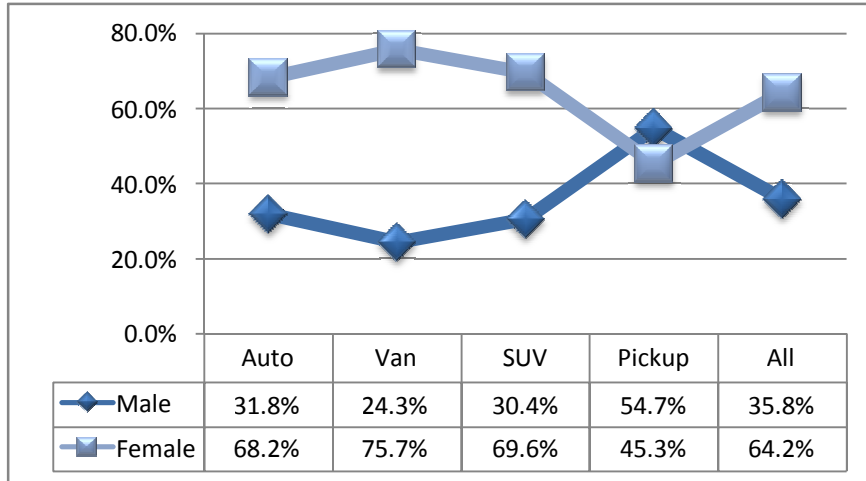 80.0%
60.0%
40.0%
20.0%
0.0%
Auto Van SUV Pickup All
Male 31.8% 24.3% 30.4% 54.7% 35.8%
Female 68.2% 75.7% 69.6% 45.3% 64.2%